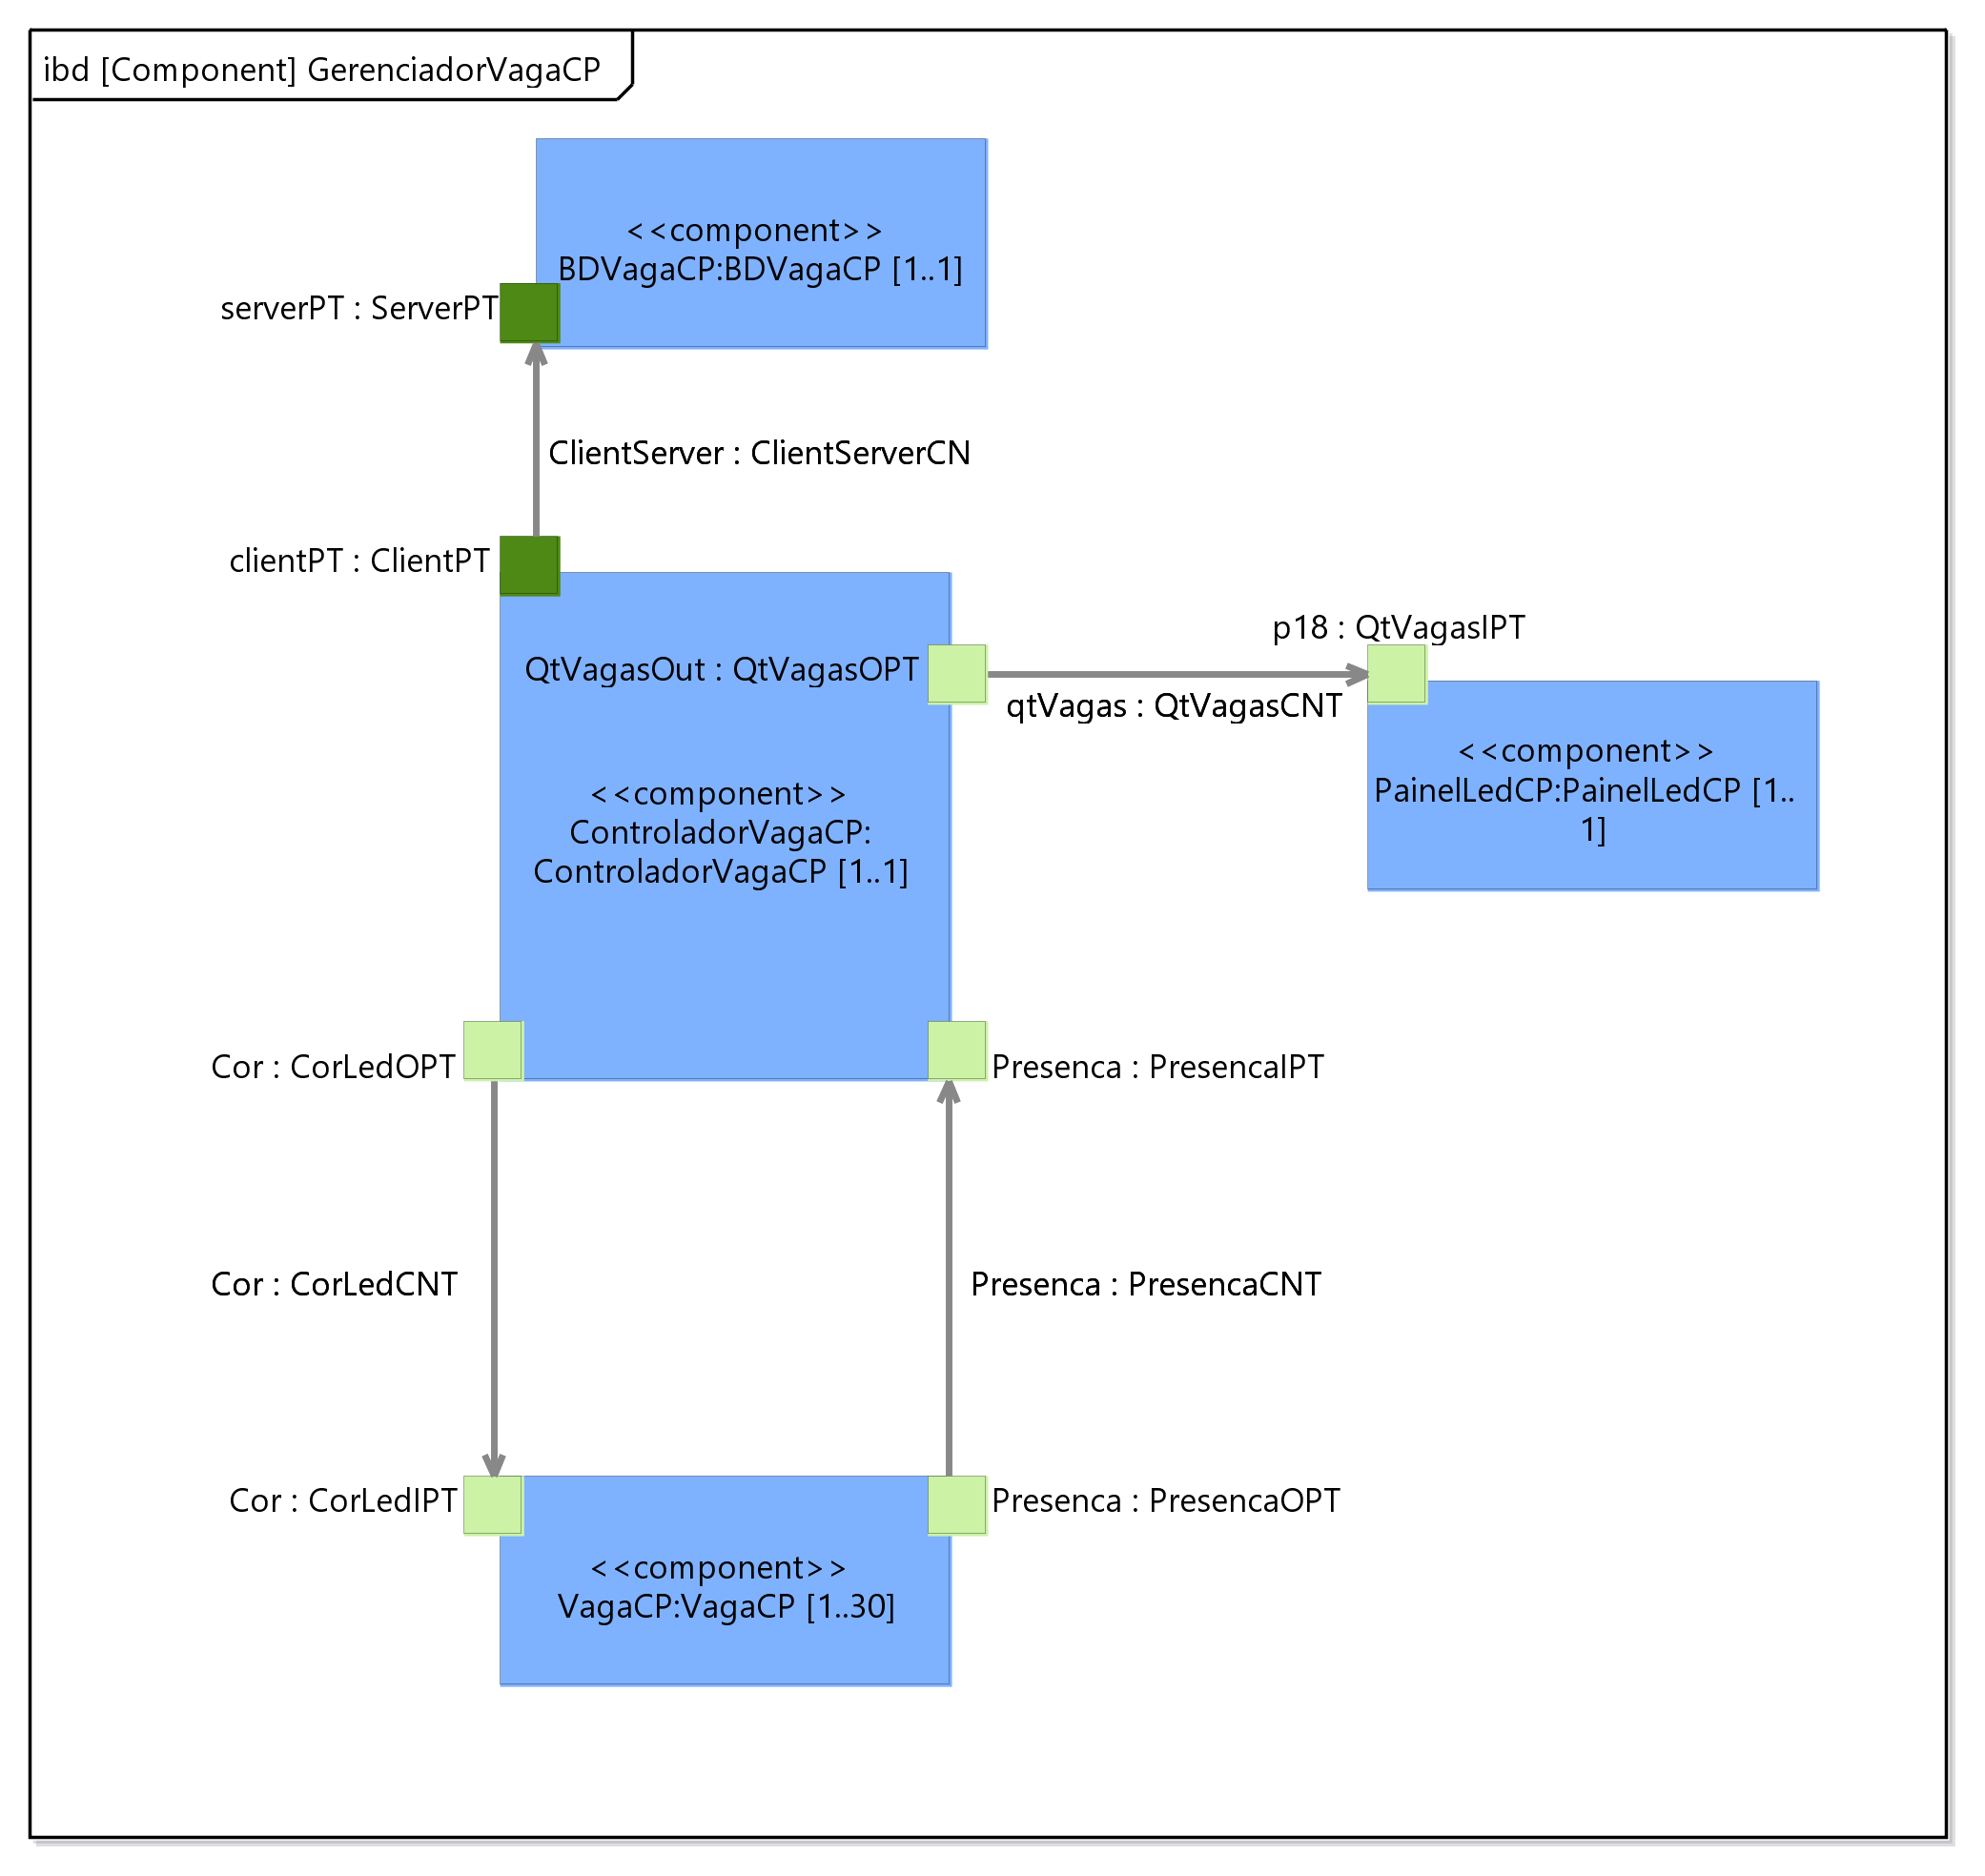 ibd [Component] GerenciadorVagaCP
<<component>>
BDVagaCP:BDVagaCP [1..1]
serverPT : ServerPT
ClientServer : ClientServerCN
clientPT : ClientPT
p18 : QtVagasIPT
QtVagasOut : QtVagasOPT
qtVagas : QtVagasCNT
<<component>>
PainelLedCP:PainelLedCP [1..
1]
<<component>>
ControladorVagaCP:
ControladorVagaCP [1..1]
Cor : CorLedOPT
Presenca : PresencaIPT
Cor : CorLedCNT
Presenca : PresencaCNT
Cor : CorLedIPT
Presenca : PresencaOPT
<<component>>
VagaCP:VagaCP [1..30]